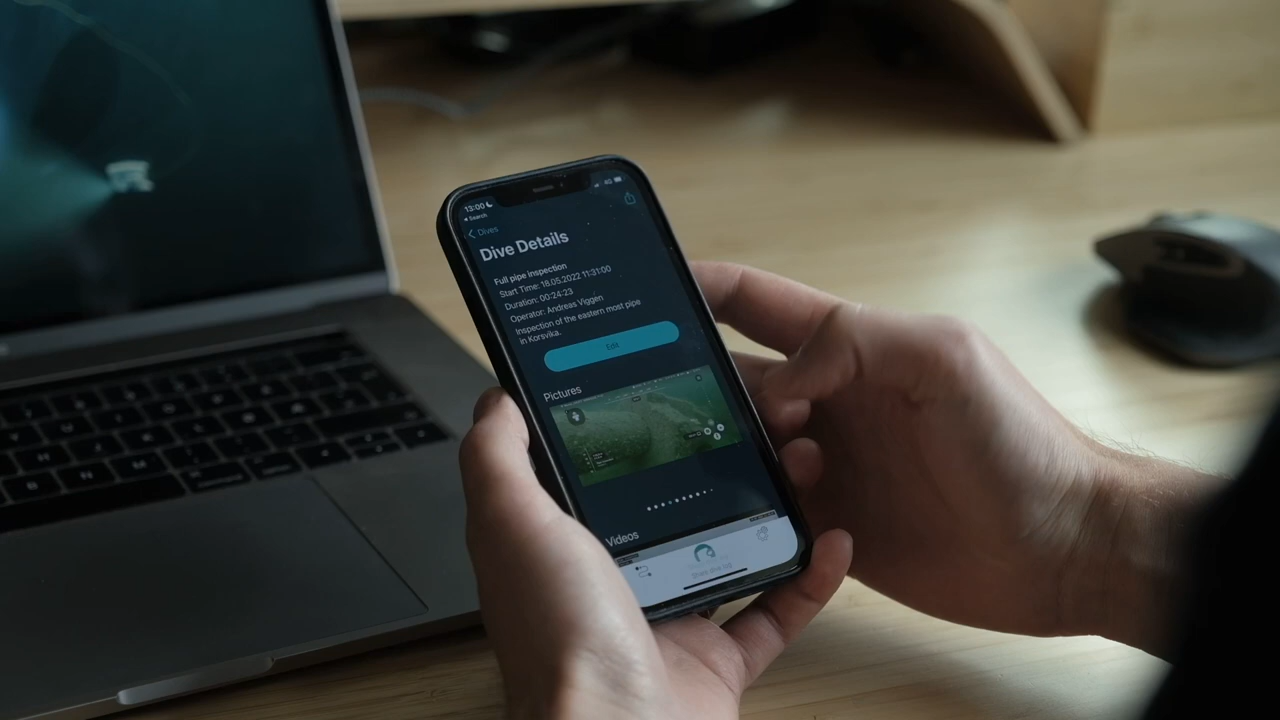 13:00
4G
Search
Dives
Dive Details
Full pipe inspection
Start Time: 18.05.2022 11:31:00
Duration: 00:24:23
Operator: Andreas Viggen
Inspection of the eastern most pipe
in Korsvika.
Edit
Pictures
Videos